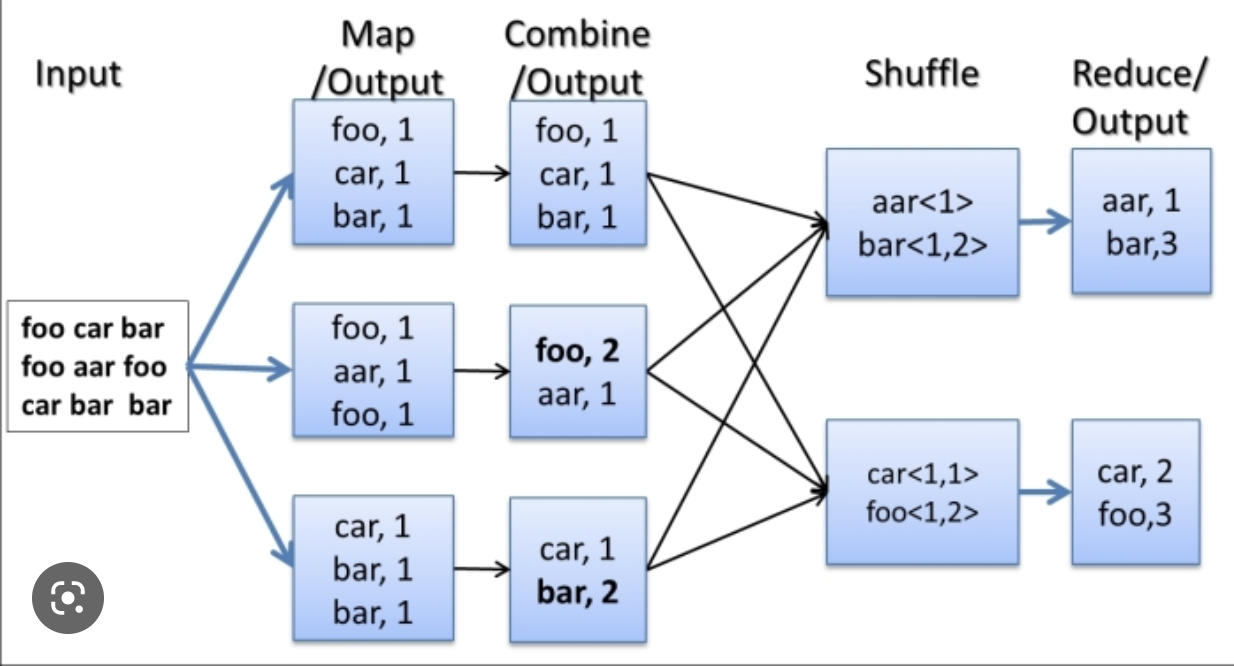 Input
Map
/Output
Combine
/Output
Shuffle
Reduce/
Output
foo car bar
foo aar foo
car bar  bar
foo, 1
car, 1
bar, 1
foo, 1
aar, 1
foo, 1
car, 1
bar, 1
bar, 1
foo, 1
car, 1
bar, 1
foo, 2
aar, 1
car, 1
bar, 2
aar<1>
bar<1,2>
car<1,1>
foo<1,2>
aar, 1
bar,3
car, 2
foo,3